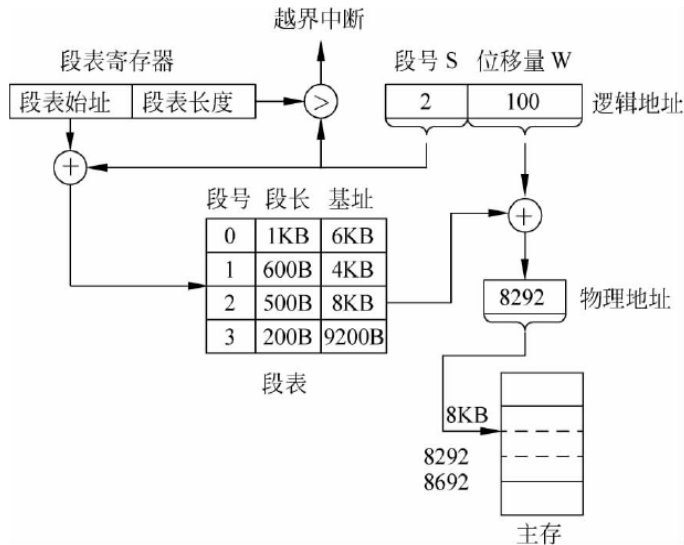 越界中断
段表寄存器
段表始址 段表长度
>
段号 S 位移量 W
2 100
逻辑地址
+
段号 段长 基址
0 1KB 6KB
1 600B 4KB
2 500B 8KB
3 200B 9200B
段表
+
8292
物理地址
8KB
8292
8692
主存